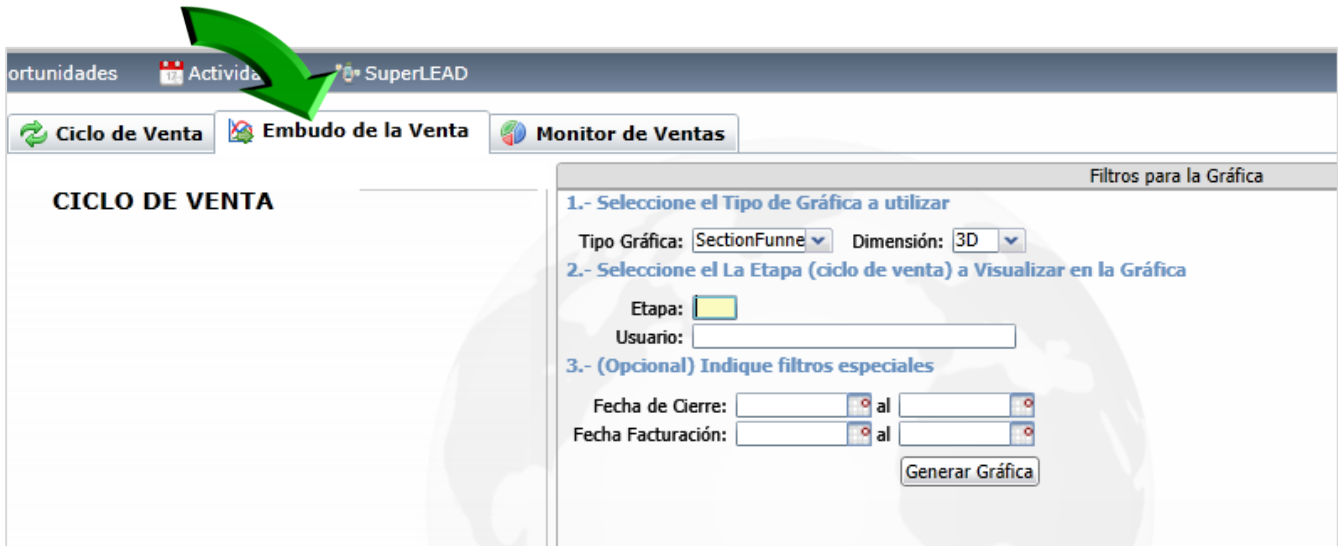 ortunidades Activida SuperLEAD
Ciclo de Venta Embudo de la Venta Monitor de Ventas
Filtros para la Gráfica
CICLO DE VENTA
1.- Seleccione el Tipo de Gráfica a utilizar
Tipo Gráfica: SectionFunne Dimensión: 3D
2.- Seleccione el La Etapa (ciclo de venta) a Visualizar en la Gráfica
Etapa:
Usuario:
3.- (Opcional) Indique filtros especiales
Fecha de Cierre: al
Fecha Facturación: al
Generar Gráfica